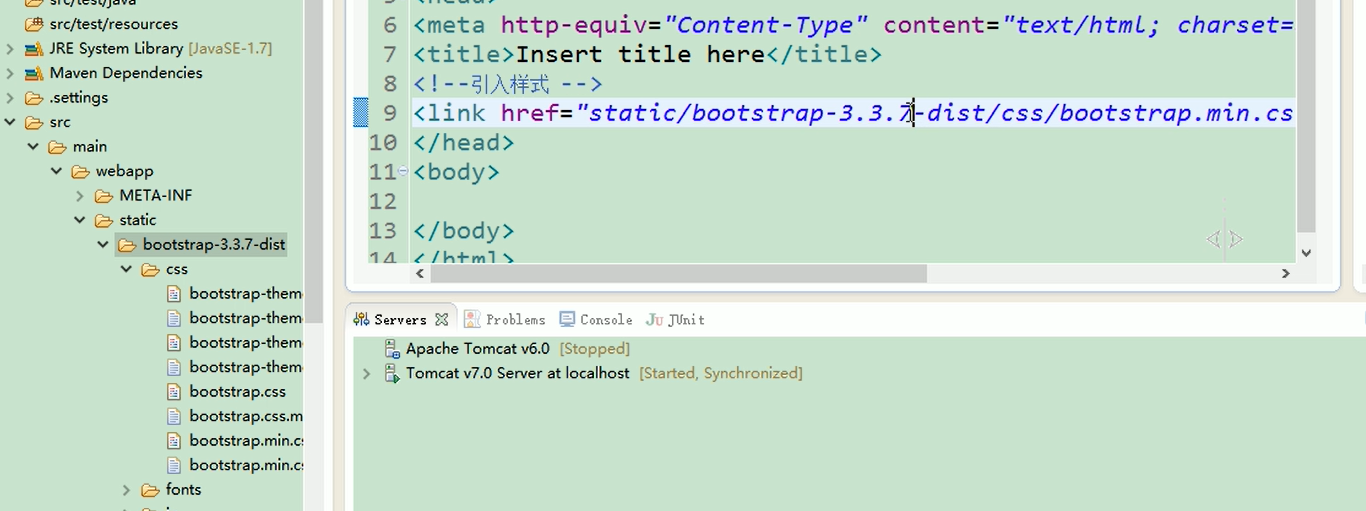 src/test/java
src/test/resources
JRE System Library [JavaSE-1.7]
Maven Dependencies
.settings
src
main
webapp
META-INF
static
bootstrap-3.3.7-dist
css
bootstrap-them
bootstrap-them
bootstrap-them
bootstrap-them
bootstrap.css
bootstrap.css.m
bootstrap.min.cs
bootstrap.min.cs
fonts
5 <head>
6 <meta http-equiv="Content-Type" content="text/html; charset=
7 <title>Insert title here</title>
8 <!--引入样式 -->
9 <link href="static/bootstrap-3.3.7-dist/css/bootstrap.min.cs
10 </head>
11 <body>
12
13 </body>
14 </html>
Servers Problems Console JUnit
Apache Tomcat v6.0 [Stopped]
Tomcat v7.0 Server at localhost [Started, Synchronized]